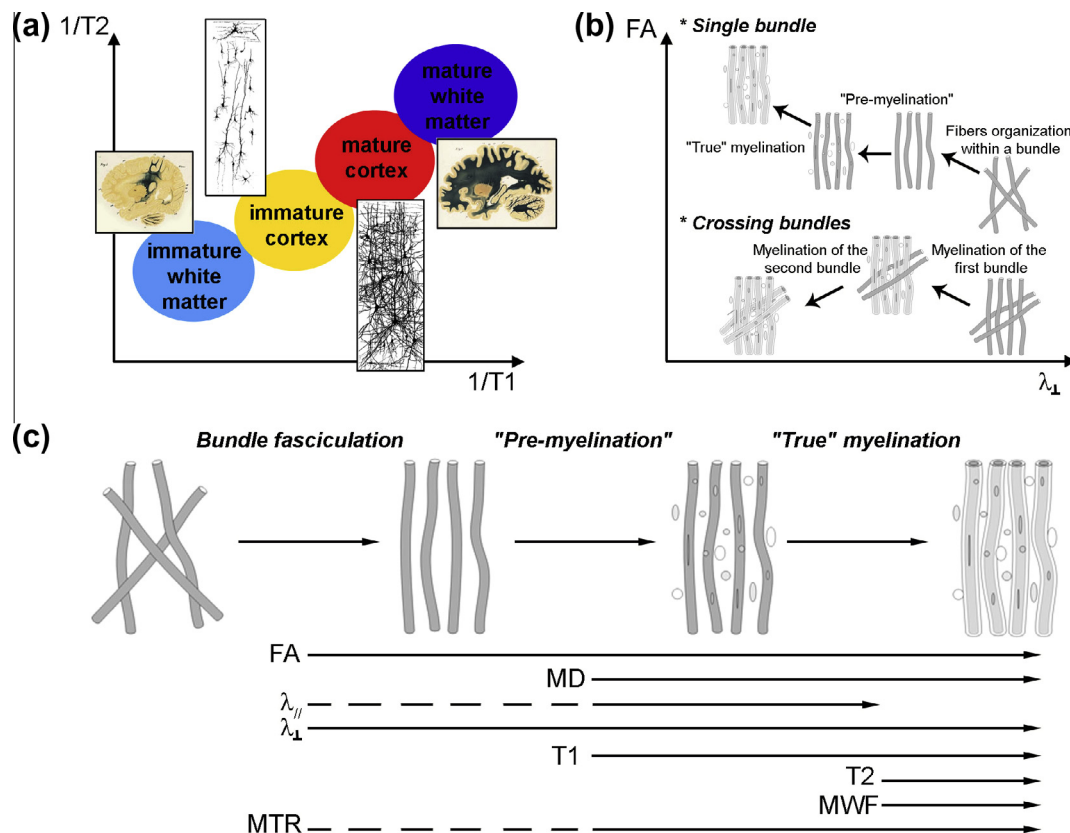 (a)
1/T2
mature
white
matter
mature
cortex
immature
cortex
immature
white
matter
1/T1
(b)
FA
* Single bundle
"Pre-myelination"
"True" myelination
Fibers organization
within a bundle
* Crossing bundles
Myelination of the
second bundle
Myelination of
the first bundle
λ⊥
(c)
Bundle fasciculation
"Pre-myelination"
"True" myelination
FA
MD
λ//
λ⊥
T1
T2
MWF
MTR